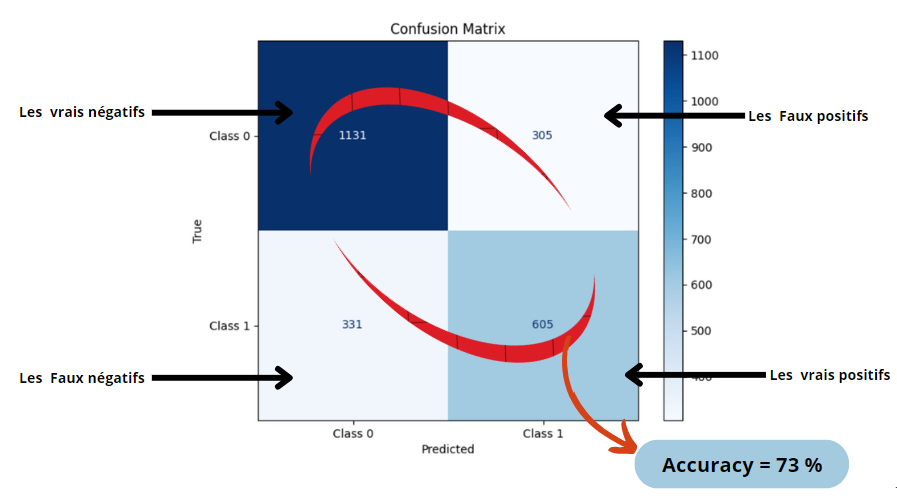 Confusion Matrix
1100
Les vrais négatifs
1000
Les Faux positifs
Class 0
1131
305
900
800
True
700
600
Class 1
331
605
500
Les Faux négatifs
Les vrais positifs
400
Class 0
Class 1
Predicted
Accuracy = 73 %